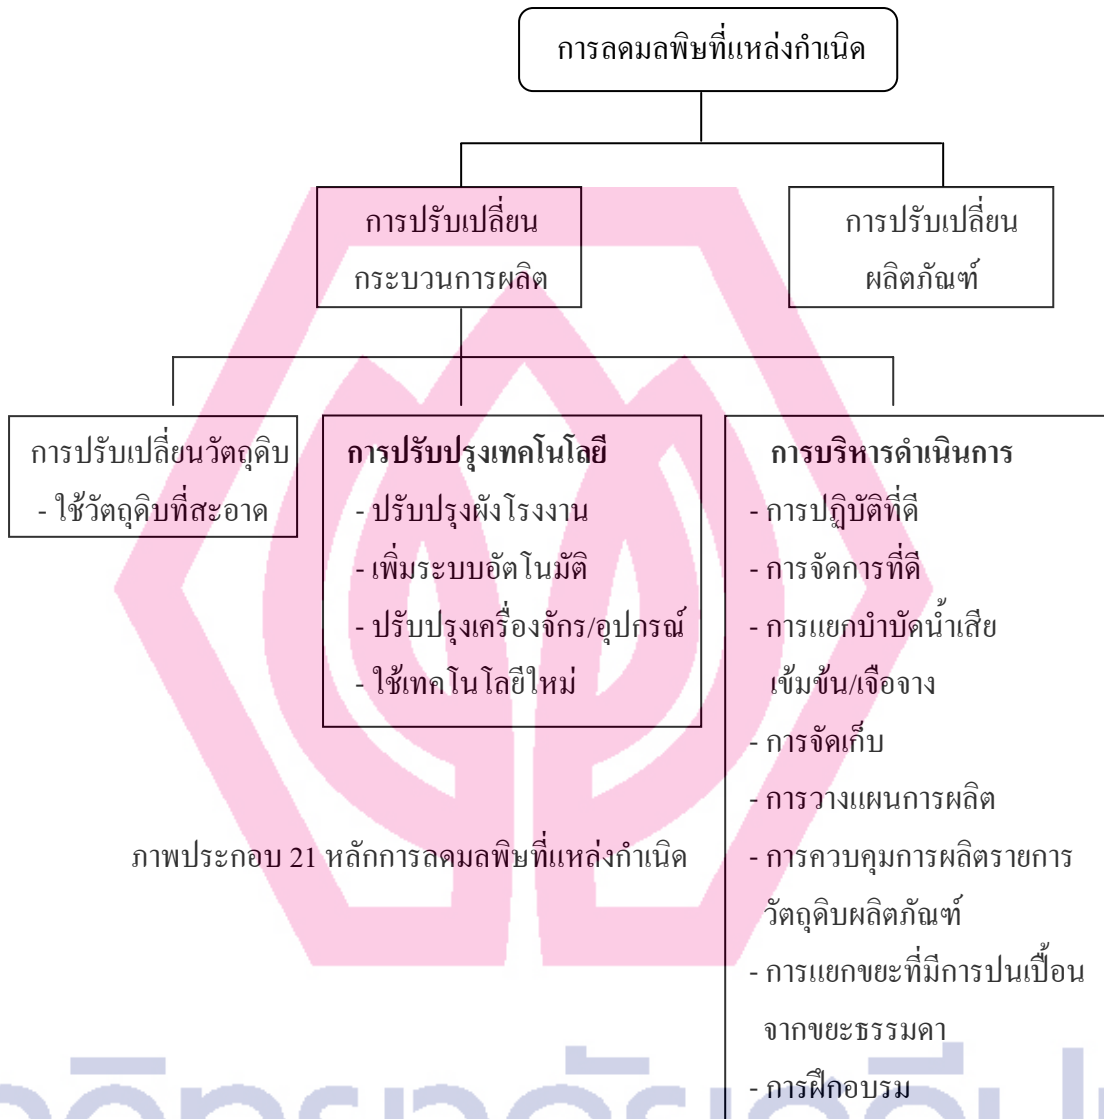 การลดมลพิษที่แหล่งกำเนิด
การปรับเปลี่ยน
กระบวนการผลิต
การปรับเปลี่ยน
ผลิตภัณฑ์
การปรับเปลี่ยนวัตถุดิบ
- ใช้วัตถุดิบที่สะอาด
การปรับปรุงเทคโนโลยี
- ปรับปรุงผังโรงงาน
- เพิ่มระบบอัตโนมัติ
- ปรับปรุงเครื่องจักร/อุปกรณ์
- ใช้เทคโนโลยีใหม่
การบริหารดำเนินการ
- การปฏิบัติที่ดี
- การจัดการที่ดี
- การแยกบำบัดน้ำเสีย
เข้มข้น/เจือจาง
- การจัดเก็บ
- การวางแผนการผลิต
- การควบคุมการผลิตรายการ
วัตถุดิบผลิตภัณฑ์
- การแยกขยะที่มีการปนเปื้อน
จากขยะธรรมดา
- การฝึกอบรม
ภาพประกอบ 21 หลักการลดมลพิษที่แหล่งกำเนิด